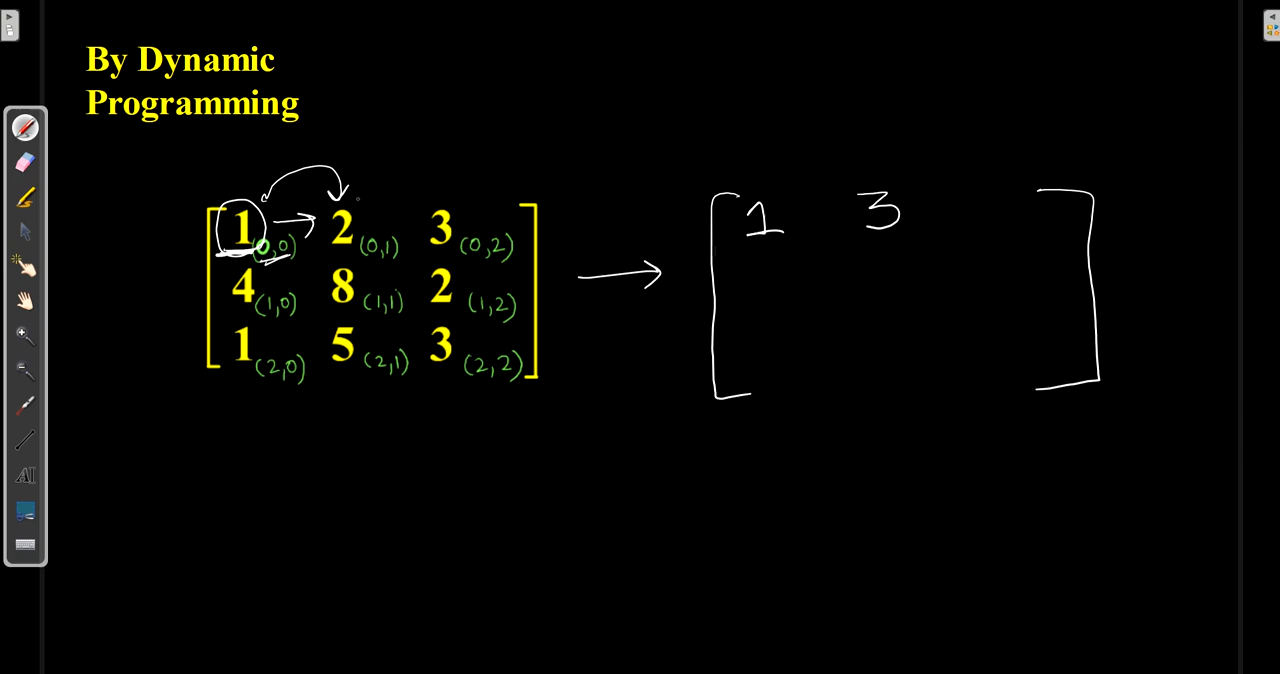 By Dynamic
Programming
1 (0,0) 2 (0,1) 3 (0,2)
4 (1,0) 8 (1,1) 2 (1,2)
1 (2,0) 5 (2,1) 3 (2,2)
1 3
AI